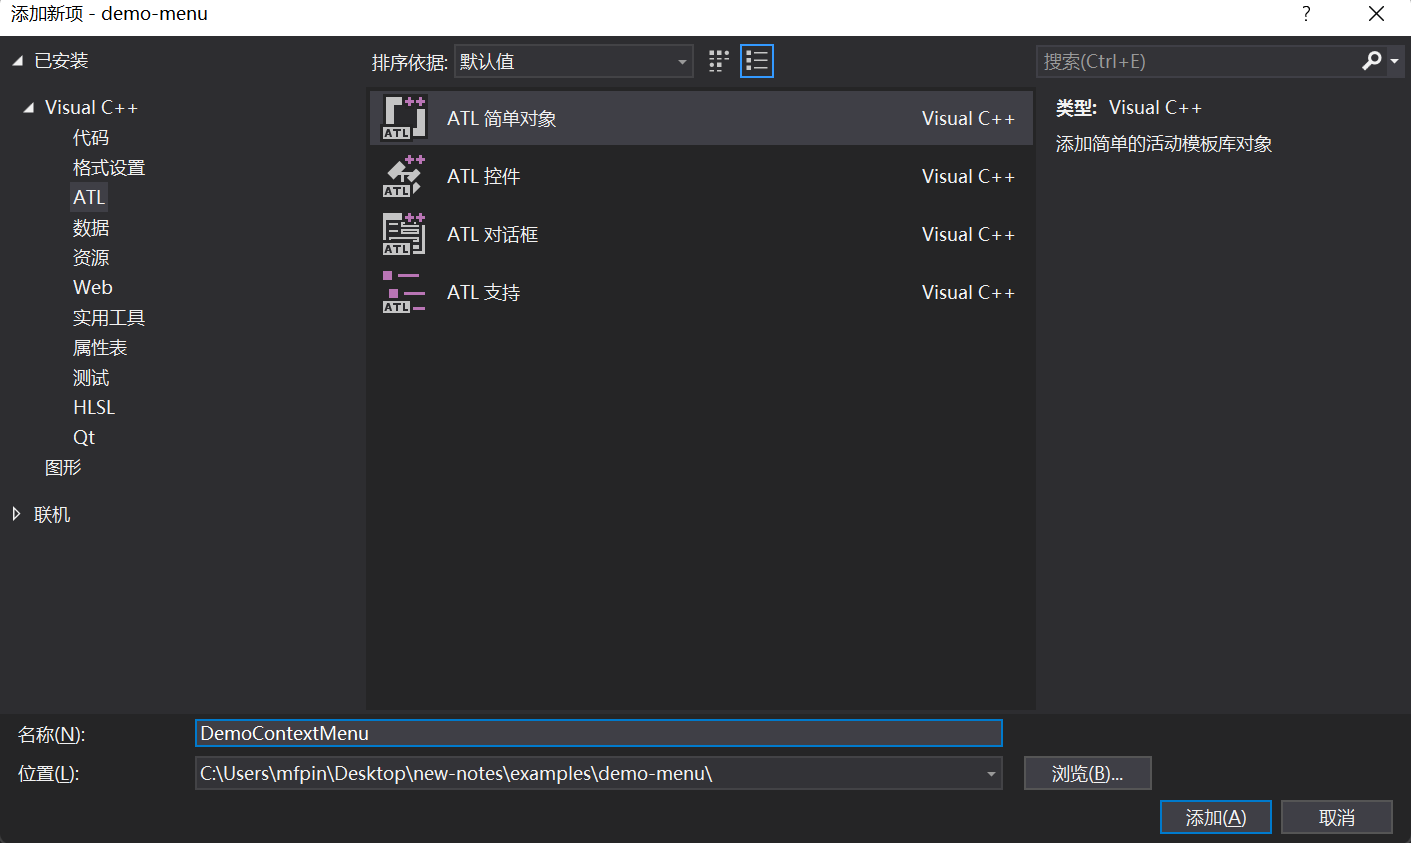 添加新项 - demo-menu
?
已安装
Visual C++
代码
格式设置
ATL
数据
资源
Web
实用工具
属性表
测试
HLSL
Qt
图形
联机
排序依据: 默认值
ATL ATL 简单对象 Visual C++
ATL ATL 控件 Visual C++
ATL ATL 对话框 Visual C++
ATL ATL 支持 Visual C++
搜索(Ctrl+E)
类型: Visual C++
添加简单的活动模板库对象
名称(N): DemoContextMenu
位置(L): C:\Users\mfpin\Desktop\new-notes\examples\demo-menu\
浏览(B)...
添加(A) 取消